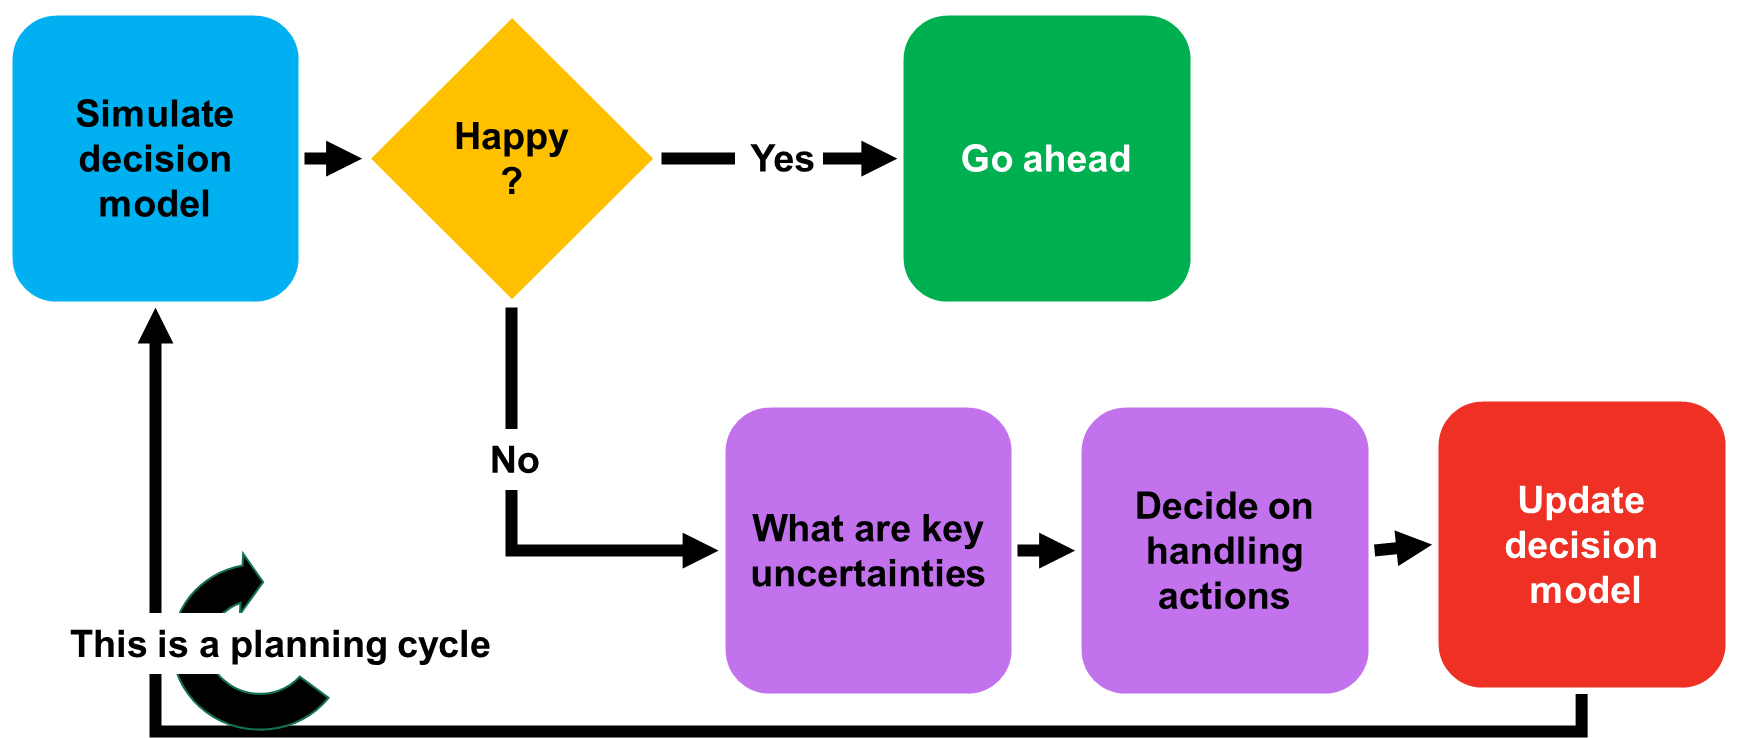 Simulate
decision
model
Happy
?
Yes
Go ahead
No
What are key
uncertainties
Decide on
handling
actions
Update
decision
model
This is a planning cycle